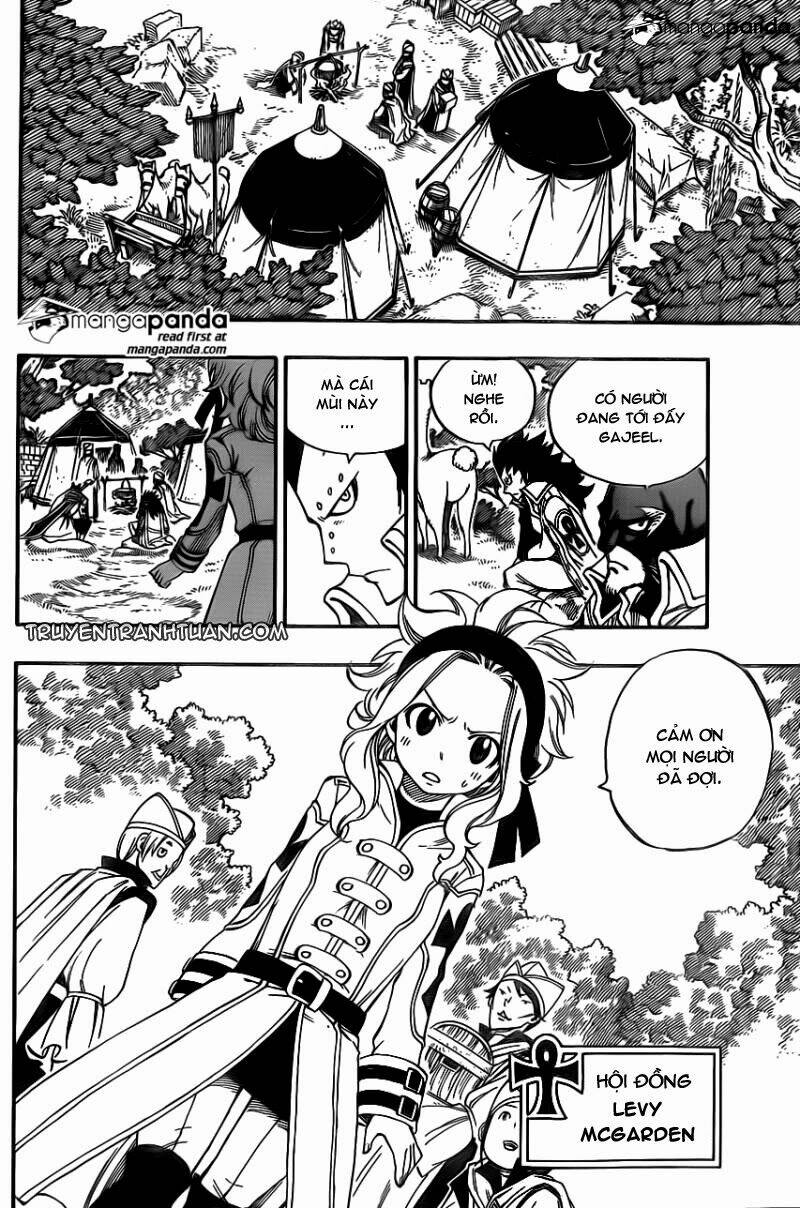 mangapanda
mangapanda
read first at
mangapanda.com
CÓ NGƯỜI
ĐANG TỚI ĐẤY
GAJEEL.
ỪM!
NGHE
RỒI.
MÀ CÁI
MÙI NÀY
...
TRUYENTRANHTUAN.COM
CẢM ƠN
MỌI NGƯỜI
ĐÃ ĐỢI.
HỘI ĐỒNG
LEVY
MCGARDEN